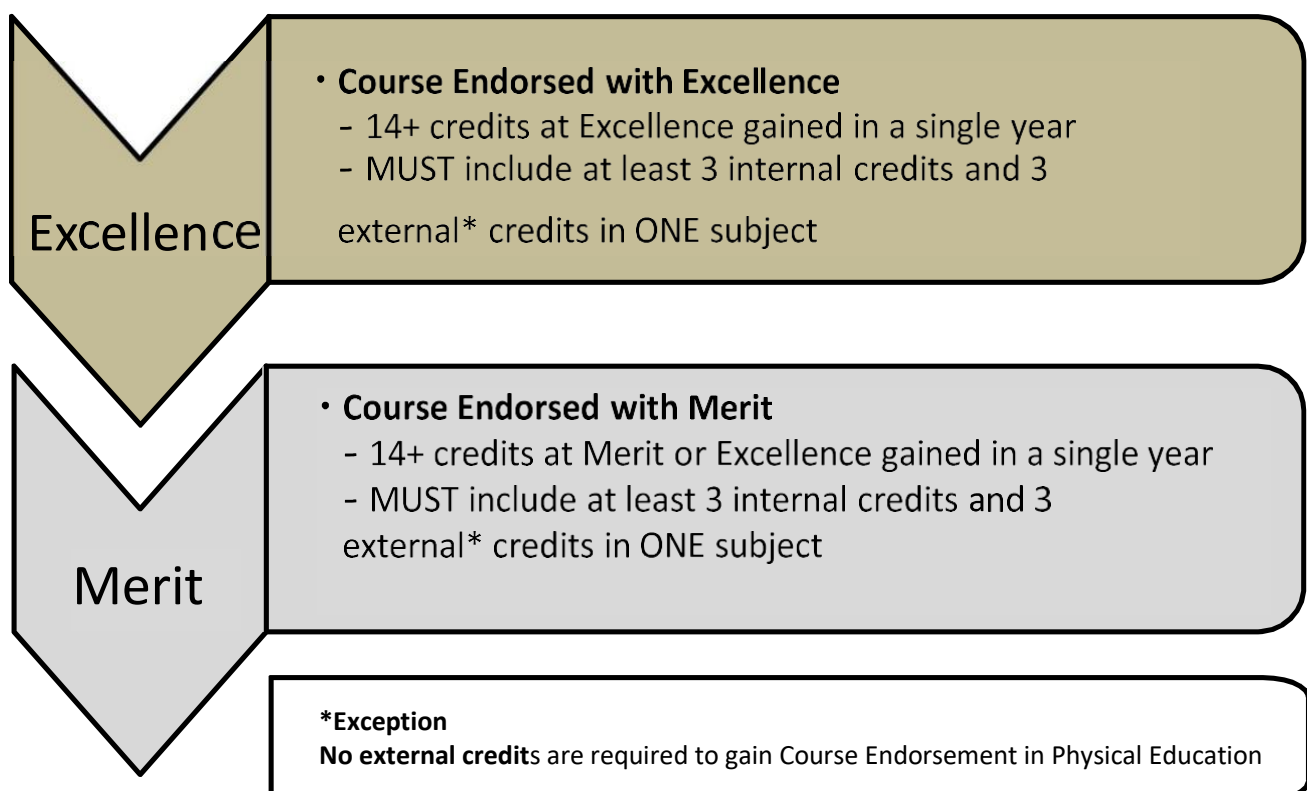 Excellence
· Course Endorsed with Excellence
- 14+ credits at Excellence gained in a single year
- MUST include at least 3 internal credits and 3
external* credits in ONE subject
Merit
· Course Endorsed with Merit
- 14+ credits at Merit or Excellence gained in a single year
- MUST include at least 3 internal credits and 3
external* credits in ONE subject
*Exception
No external credits are required to gain Course Endorsement in Physical Education